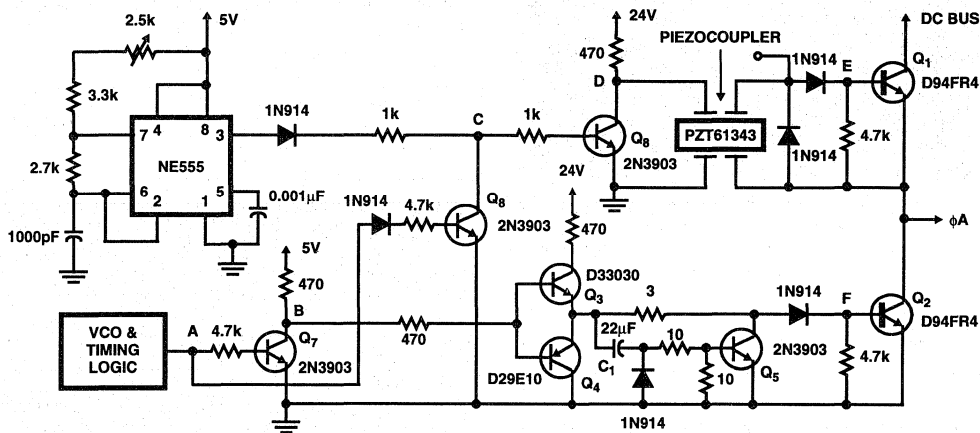 24V
DC BUS
2.5k
5V
470
PIEZOCOUPLER
1N914
E
Q1
D94FR4
3.3k
D
1N914
1k
C
1k
4
8
7
3
NE555
PZT61343
4.7k
2.7k
Q8
2N3903
1N914
6
5
2
1
0.001μF
24V
1N914
4.7k
Q8
2N3903
470
ϕA
1000pF
5V
470
D33030
Q3
3
1N914
F
Q2
D94FR4
VCO &
TIMING
LOGIC
A
4.7k
B
Q7
2N3903
470
22μF
C1
10
2N3903
Q5
4.7k
D29E10
Q4
10
1N914